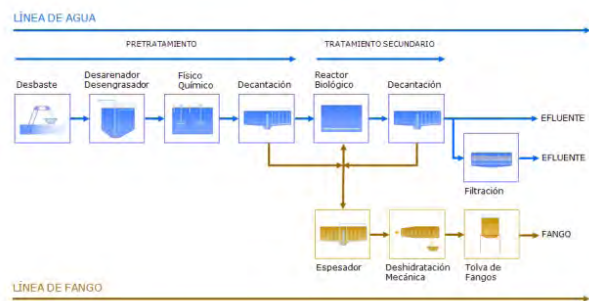 LÍNEA DE AGUA
PRETRATAMIENTO
TRATAMIENTO SECUNDARIO
Desbaste
Desarenador
Desengrasador
Físico
Químico
Decantación
Reactor
Biológico
Decantación
EFLUENTE
EFLUENTE
Filtración
FANGO
Espesador
Deshidratación
Mecánica
Tolva de
Fangos
LÍNEA DE FANGO